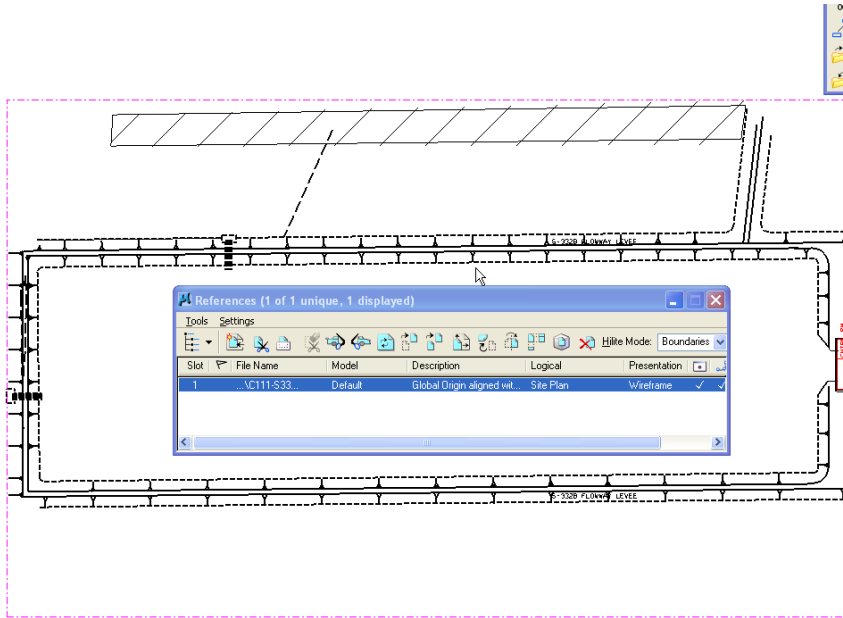 S-332B FLOWWAY LEVEE
References (1 of 1 unique, 1 displayed)
Tools Settings
Hilite Mode: Boundaries
Slot File Name Model Description Logical Presentation
1 ...\C111-S33... Default Global Origin aligned wit... Site Plan Wireframe
S-332B FLOWWAY LEVEE